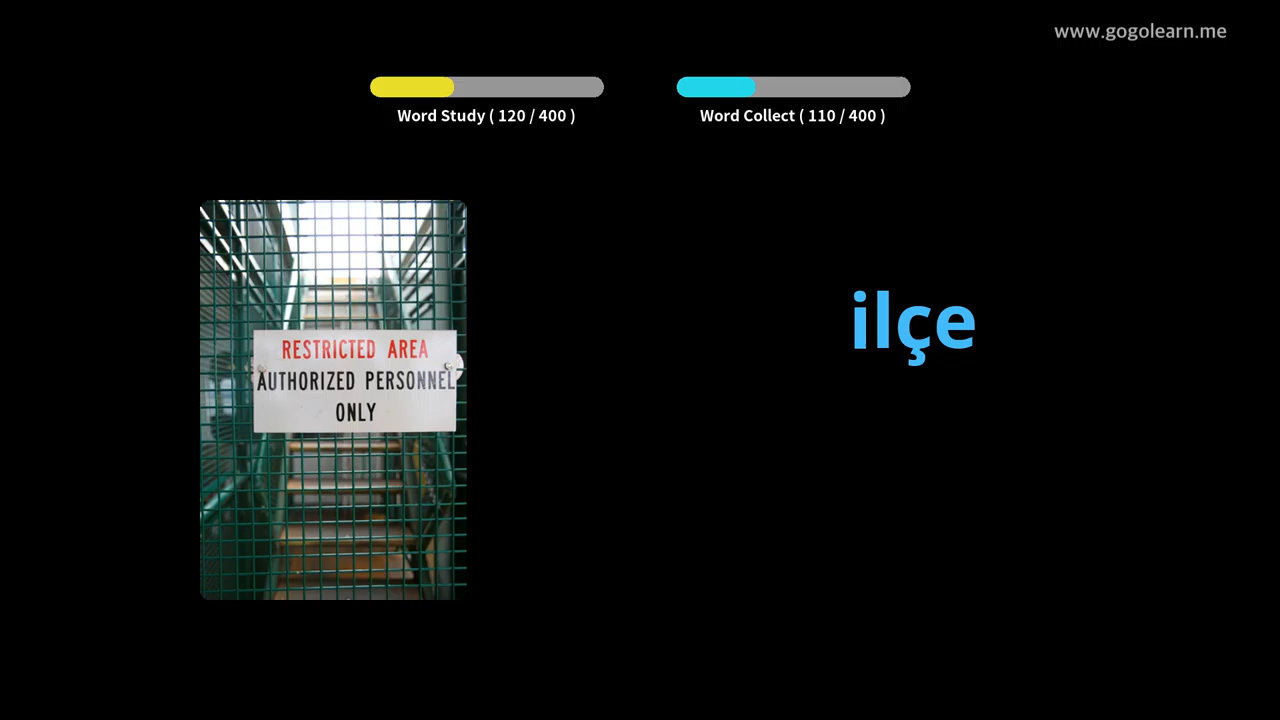 www.gogolearn.me
Word Study ( 120 / 400 )
Word Collect ( 110 / 400 )
RESTRICTED AREA
AUTHORIZED PERSONNEL
ONLY
ilçe